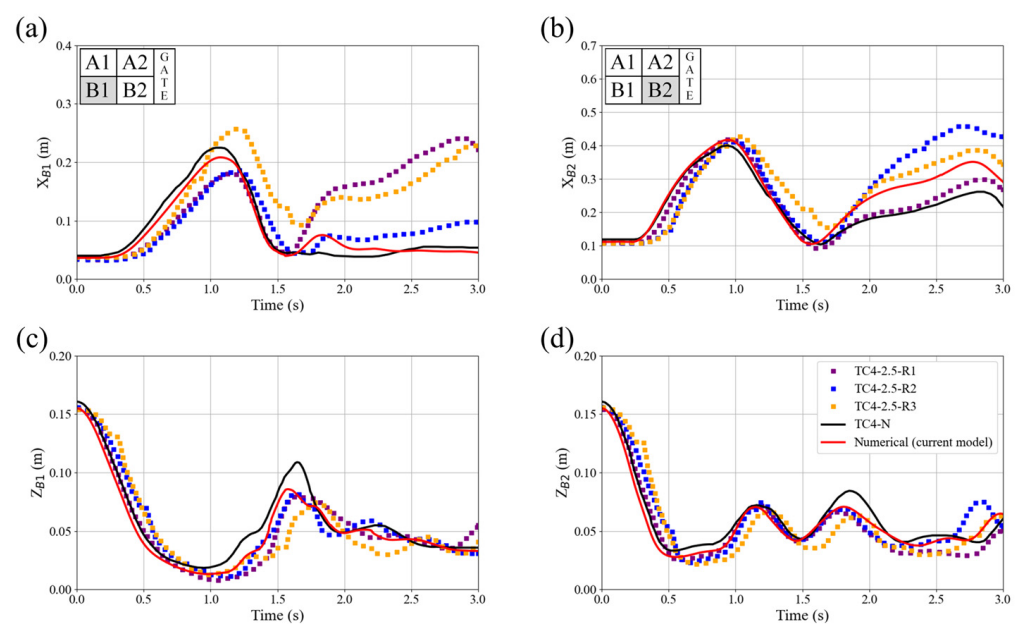 (a)
0.4
0.3
0.2
0.1
0.0
X_B1 (m)
A1 A2
B1 B2
GATE
0.0 0.5 1.0 1.5 2.0 2.5 3.0
Time (s)
(b)
0.7
0.6
0.5
0.4
0.3
0.2
0.1
0.0
X_B2 (m)
A1 A2
B1 B2
GATE
0.0 0.5 1.0 1.5 2.0 2.5 3.0
Time (s)
(c)
0.20
0.15
0.10
0.05
0.00
Z_B1 (m)
0.0 0.5 1.0 1.5 2.0 2.5 3.0
Time (s)
(d)
0.20
0.15
0.10
0.05
0.00
Z_B2 (m)
TC4-2.5-R1
TC4-2.5-R2
TC4-2.5-R3
TC4-N
Numerical (current model)
0.0 0.5 1.0 1.5 2.0 2.5 3.0
Time (s)